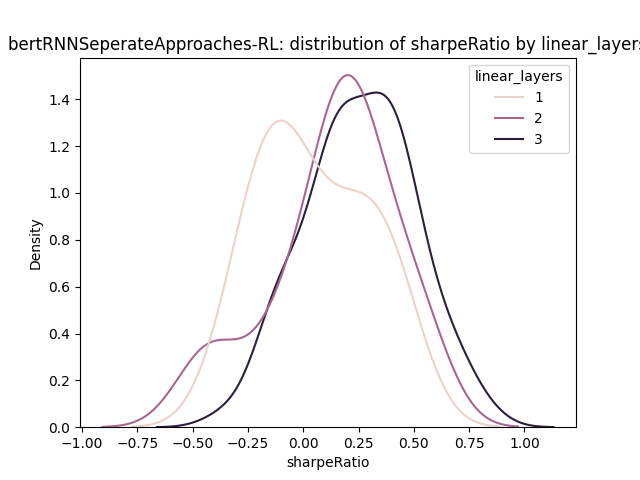 bertRNNSeperateApproaches-RL: distribution of sharpeRatio by linear_layers
linear_layers
1
2
3
Density
1.4
1.2
1.0
0.8
0.6
0.4
0.2
0.0
−1.00 −0.75 −0.50 −0.25 0.00 0.25 0.50 0.75 1.00
sharpeRatio